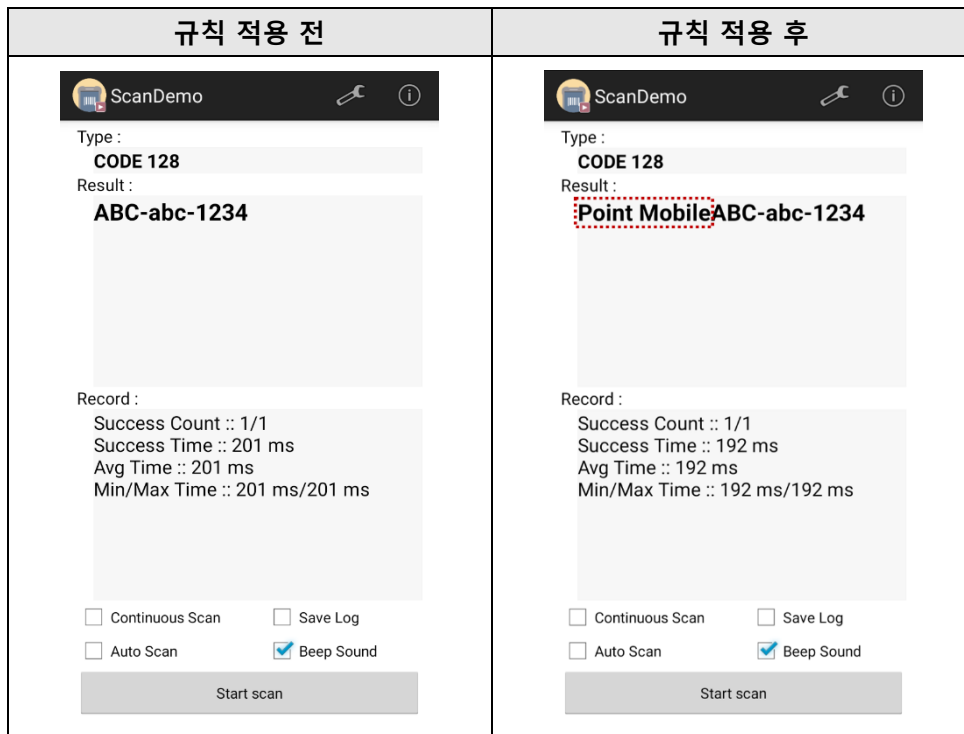 규칙 적용 전
규칙 적용 후
ScanDemo
Type :
CODE 128
Result :
ABC-abc-1234
Record :
Success Count :: 1/1
Success Time :: 201 ms
Avg Time :: 201 ms
Min/Max Time :: 201 ms/201 ms
Continuous Scan
Save Log
Auto Scan
Beep Sound
Start scan
ScanDemo
Type :
CODE 128
Result :
Point MobileABC-abc-1234
Record :
Success Count :: 1/1
Success Time :: 192 ms
Avg Time :: 192 ms
Min/Max Time :: 192 ms/192 ms
Continuous Scan
Save Log
Auto Scan
Beep Sound
Start scan